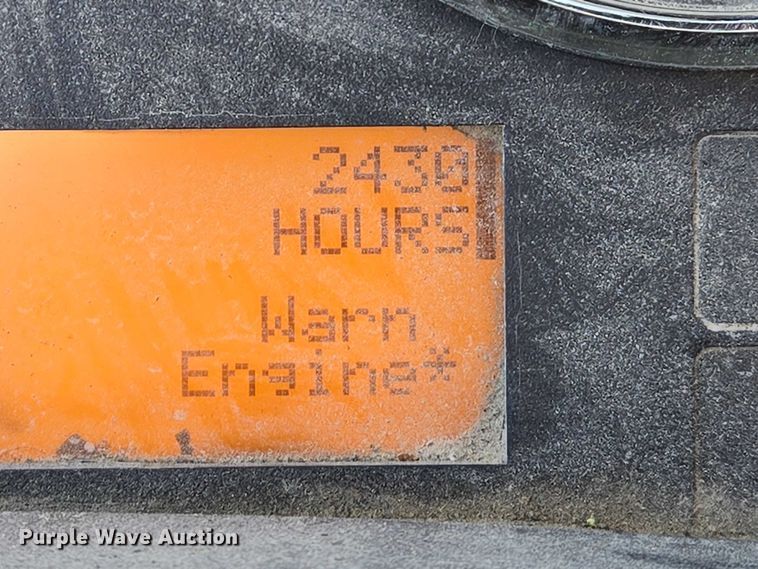 2430
HOURS
Warn
Engine*
Purple Wave Auction®